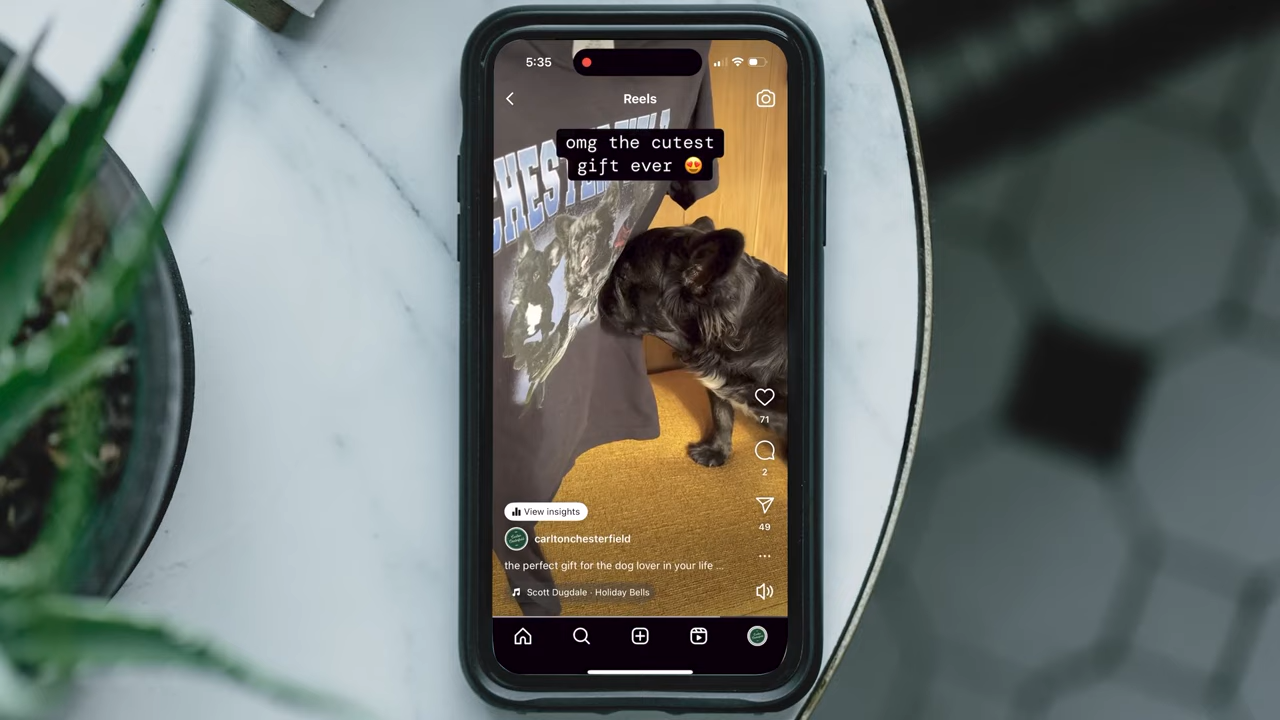 5:35
Reels
omg the cutest
gift ever 😍
71
2
49
View insights
carltonchesterfield
the perfect gift for the dog lover in your life ...
Scott Dugdale · Holiday Bells